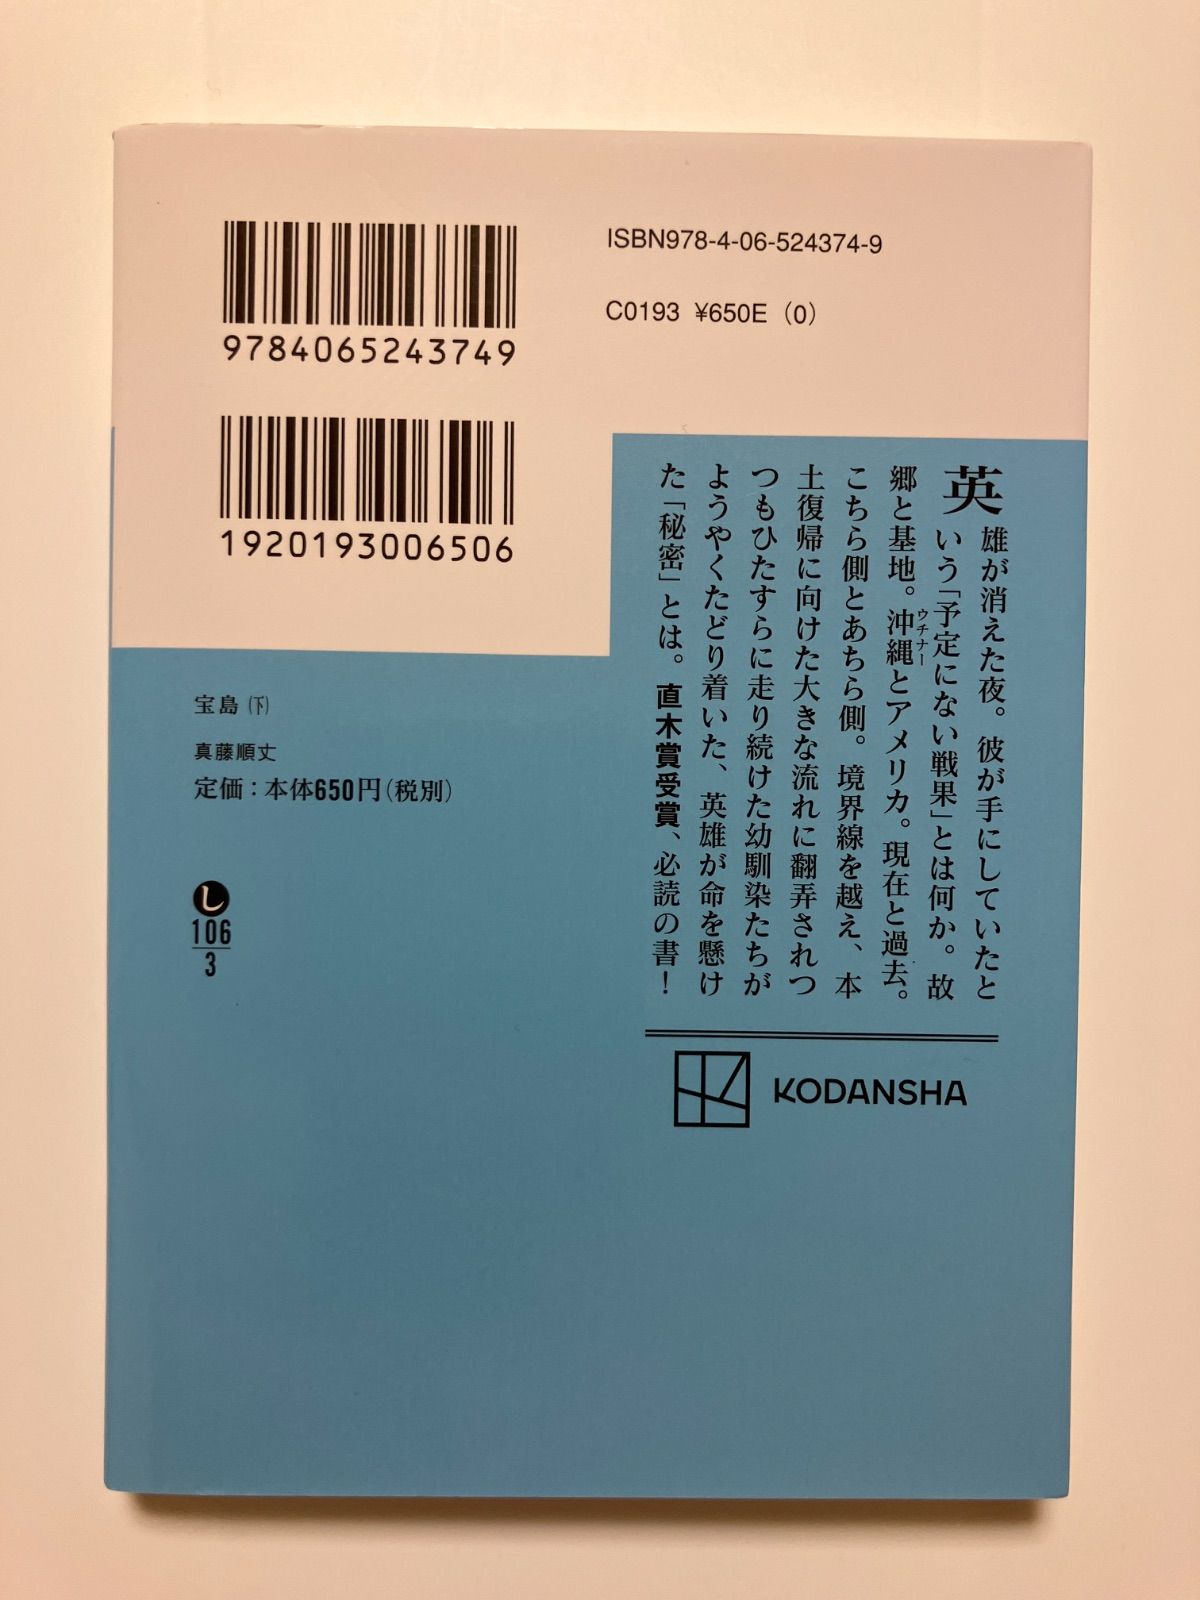 ISBN978-4-06-524374-9
C0193 ¥650E (0)
9784065243749
1920193006506
英雄が消えた夜。彼が手にしていたと
いう「予定にない戦果」とは何か。故
郷と基地。沖縄とアメリカ。現在と過去。
ウチナー
こちら側とあちら側。境界線を越え、本
土復帰に向けた大きな流れに翻弄されつ
つもひたすらに走り続けた幼馴染たちが
ようやくたどり着いた、英雄が命を懸け
た「秘密」とは。直木賞受賞、必読の書!
宝島(下)
真藤順丈
定価:本体650円(税別)
し
106
3
KODANSHA